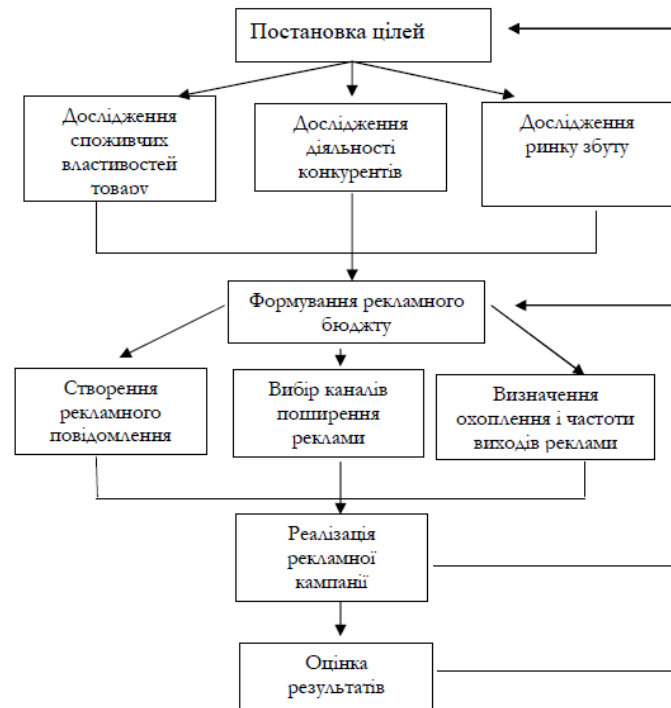 Постановка цілей
Дослідження
споживчих
властивостей
товару
Дослідження
діяльності
конкурентів
Дослідження
ринку збуту
Формування рекламного
бюджту
Створення
рекламного
повідомлення
Вибір каналів
поширення
реклами
Визначення
охоплення і частоти
виходів реклами
Реалізація
рекламної
кампанії
Оцінка
результатів